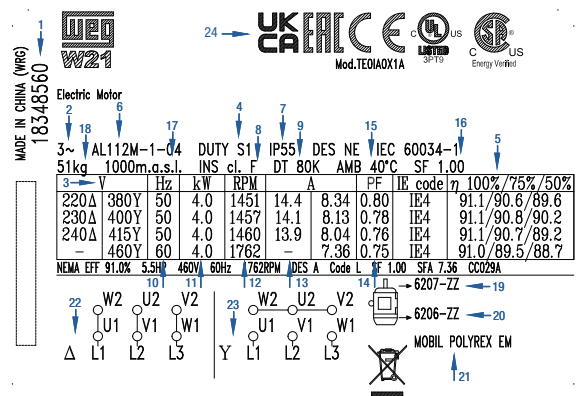 1
MADE IN CHINA (WRG)
18348560
WEG
W21
24
UK
CA
EAC
CE
C UL US
LISTED
3PT9
C SA US
Energy Verified
Mod.TE01A0X1A
Electric Motor
2 6 4 7
18 17 8 9 15 16 5
3~ AL112M-1-04 DUTY S1 IP55 DES NE IEC 60034-1
51kg 1000m.a.s.l. INS cl. F DT 80K AMB 40°C SF 1.00
3 V Hz kW RPM A PF IE code η 100%/75%/50%
220Δ 380Y 50 4.0 1451 14.4 8.34 0.80 IE4 91.1/90.6/89.6
230Δ 400Y 50 4.0 1457 14.1 8.13 0.78 IE4 91.1/90.8/90.2
240Δ 415Y 50 4.0 1460 13.9 8.04 0.76 IE4 91.1/90.7/89.2
- 460Y 60 4.0 1762 - 7.36 0.75 IE4 91.0/89.5/88.7
NEMA EFF 91.0% 5.5HP 460V 60Hz 1762RPM DES A Code L SF 1.00 SFA 7.36 CC029A
10 11 12 13 14
22 W2 U2 V2 23 W2 U2 V2
U1 V1 W1 U1 V1 W1
Δ L1 L2 L3 Y L1 L2 L3
6207-ZZ 19
6206-ZZ 20
MOBIL POLYREX EM
21